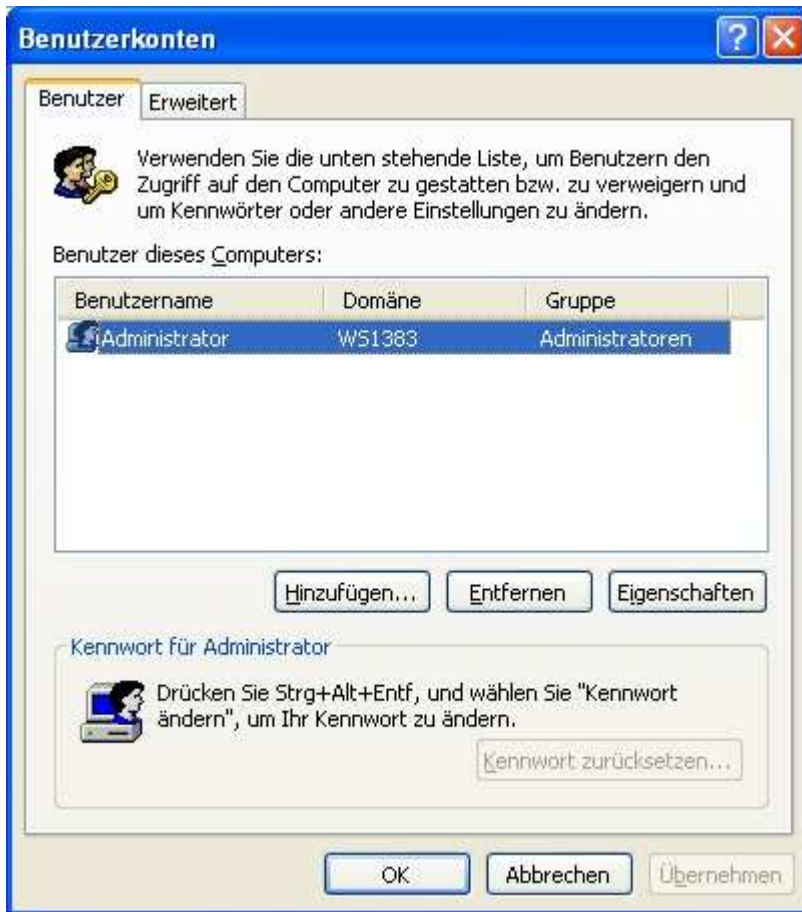 Benutzerkonten
Benutzer Erweitert
Verwenden Sie die unten stehende Liste, um Benutzern den
Zugriff auf den Computer zu gestatten bzw. zu verweigern und
um Kennwörter oder andere Einstellungen zu ändern.
Benutzer dieses Computers:
Benutzername Domäne Gruppe
Administrator WS1383 Administratoren
Hinzufügen... Entfernen Eigenschaften
Kennwort für Administrator
Drücken Sie Strg+Alt+Entf, und wählen Sie "Kennwort
ändern", um Ihr Kennwort zu ändern.
Kennwort zurücksetzen...
OK Abbrechen Übernehmen